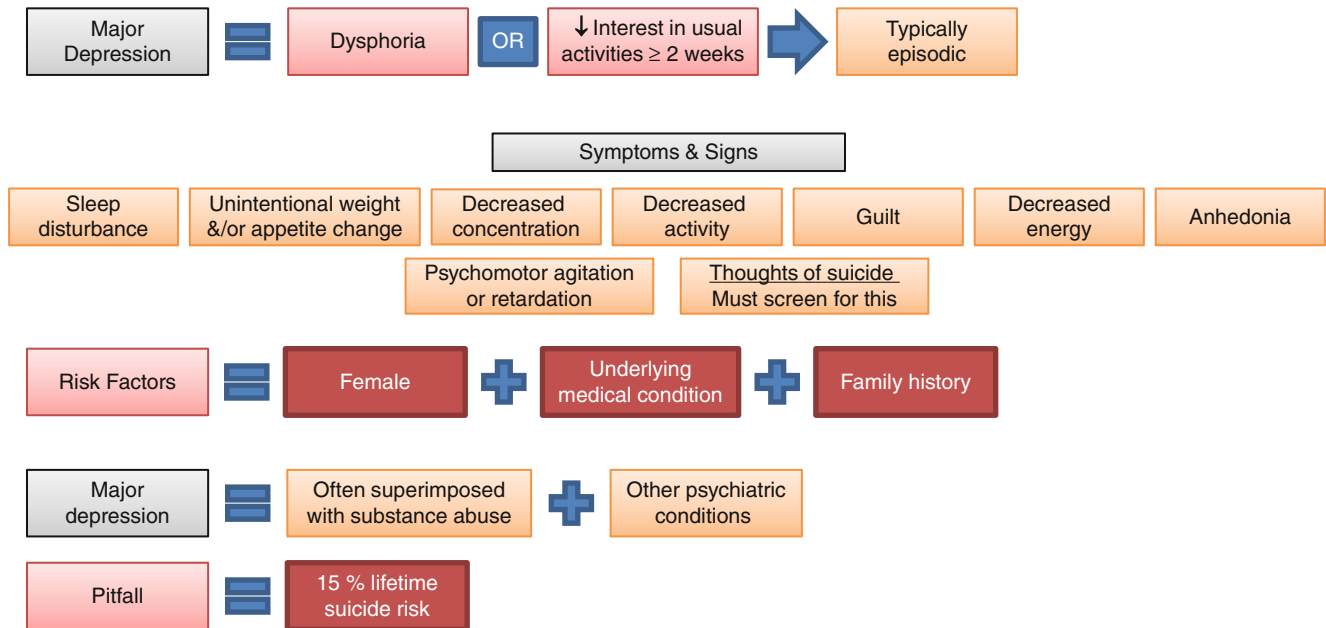 Major
Depression
Dysphoria
OR
↓ Interest in usual
activities ≥ 2 weeks
Typically
episodic
Symptoms & Signs
Sleep
disturbance
Unintentional weight
&/or appetite change
Decreased
concentration
Decreased
activity
Guilt
Decreased
energy
Anhedonia
Psychomotor agitation
or retardation
Thoughts of suicide
Must screen for this
Risk Factors
Female
Underlying
medical condition
Family history
Major
depression
Often superimposed
with substance abuse
Other psychiatric
conditions
Pitfall
15 % lifetime
suicide risk